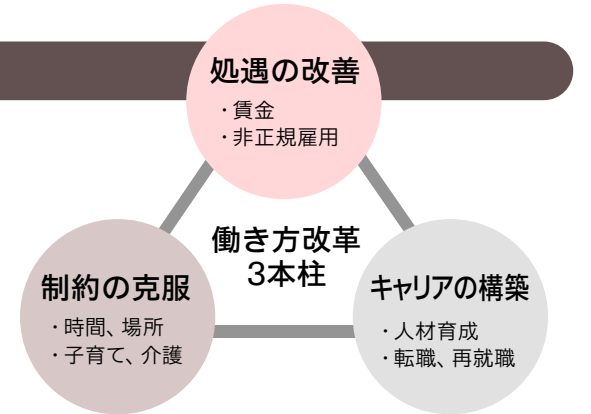 処遇の改善
・賃金
・非正規雇用
働き方改革
3本柱
制約の克服
・時間、場所
・子育て、介護
キャリアの構築
・人材育成
・転職、再就職